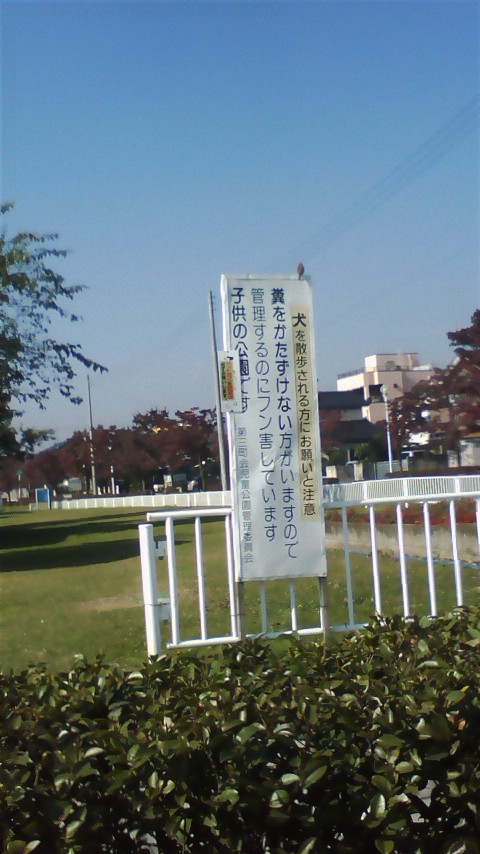 犬を散歩される方にお願いと注意
糞をかたずけない方がいますので
管理するのにフン害しています
子供の公園です
第三町会児童公園管理委員会